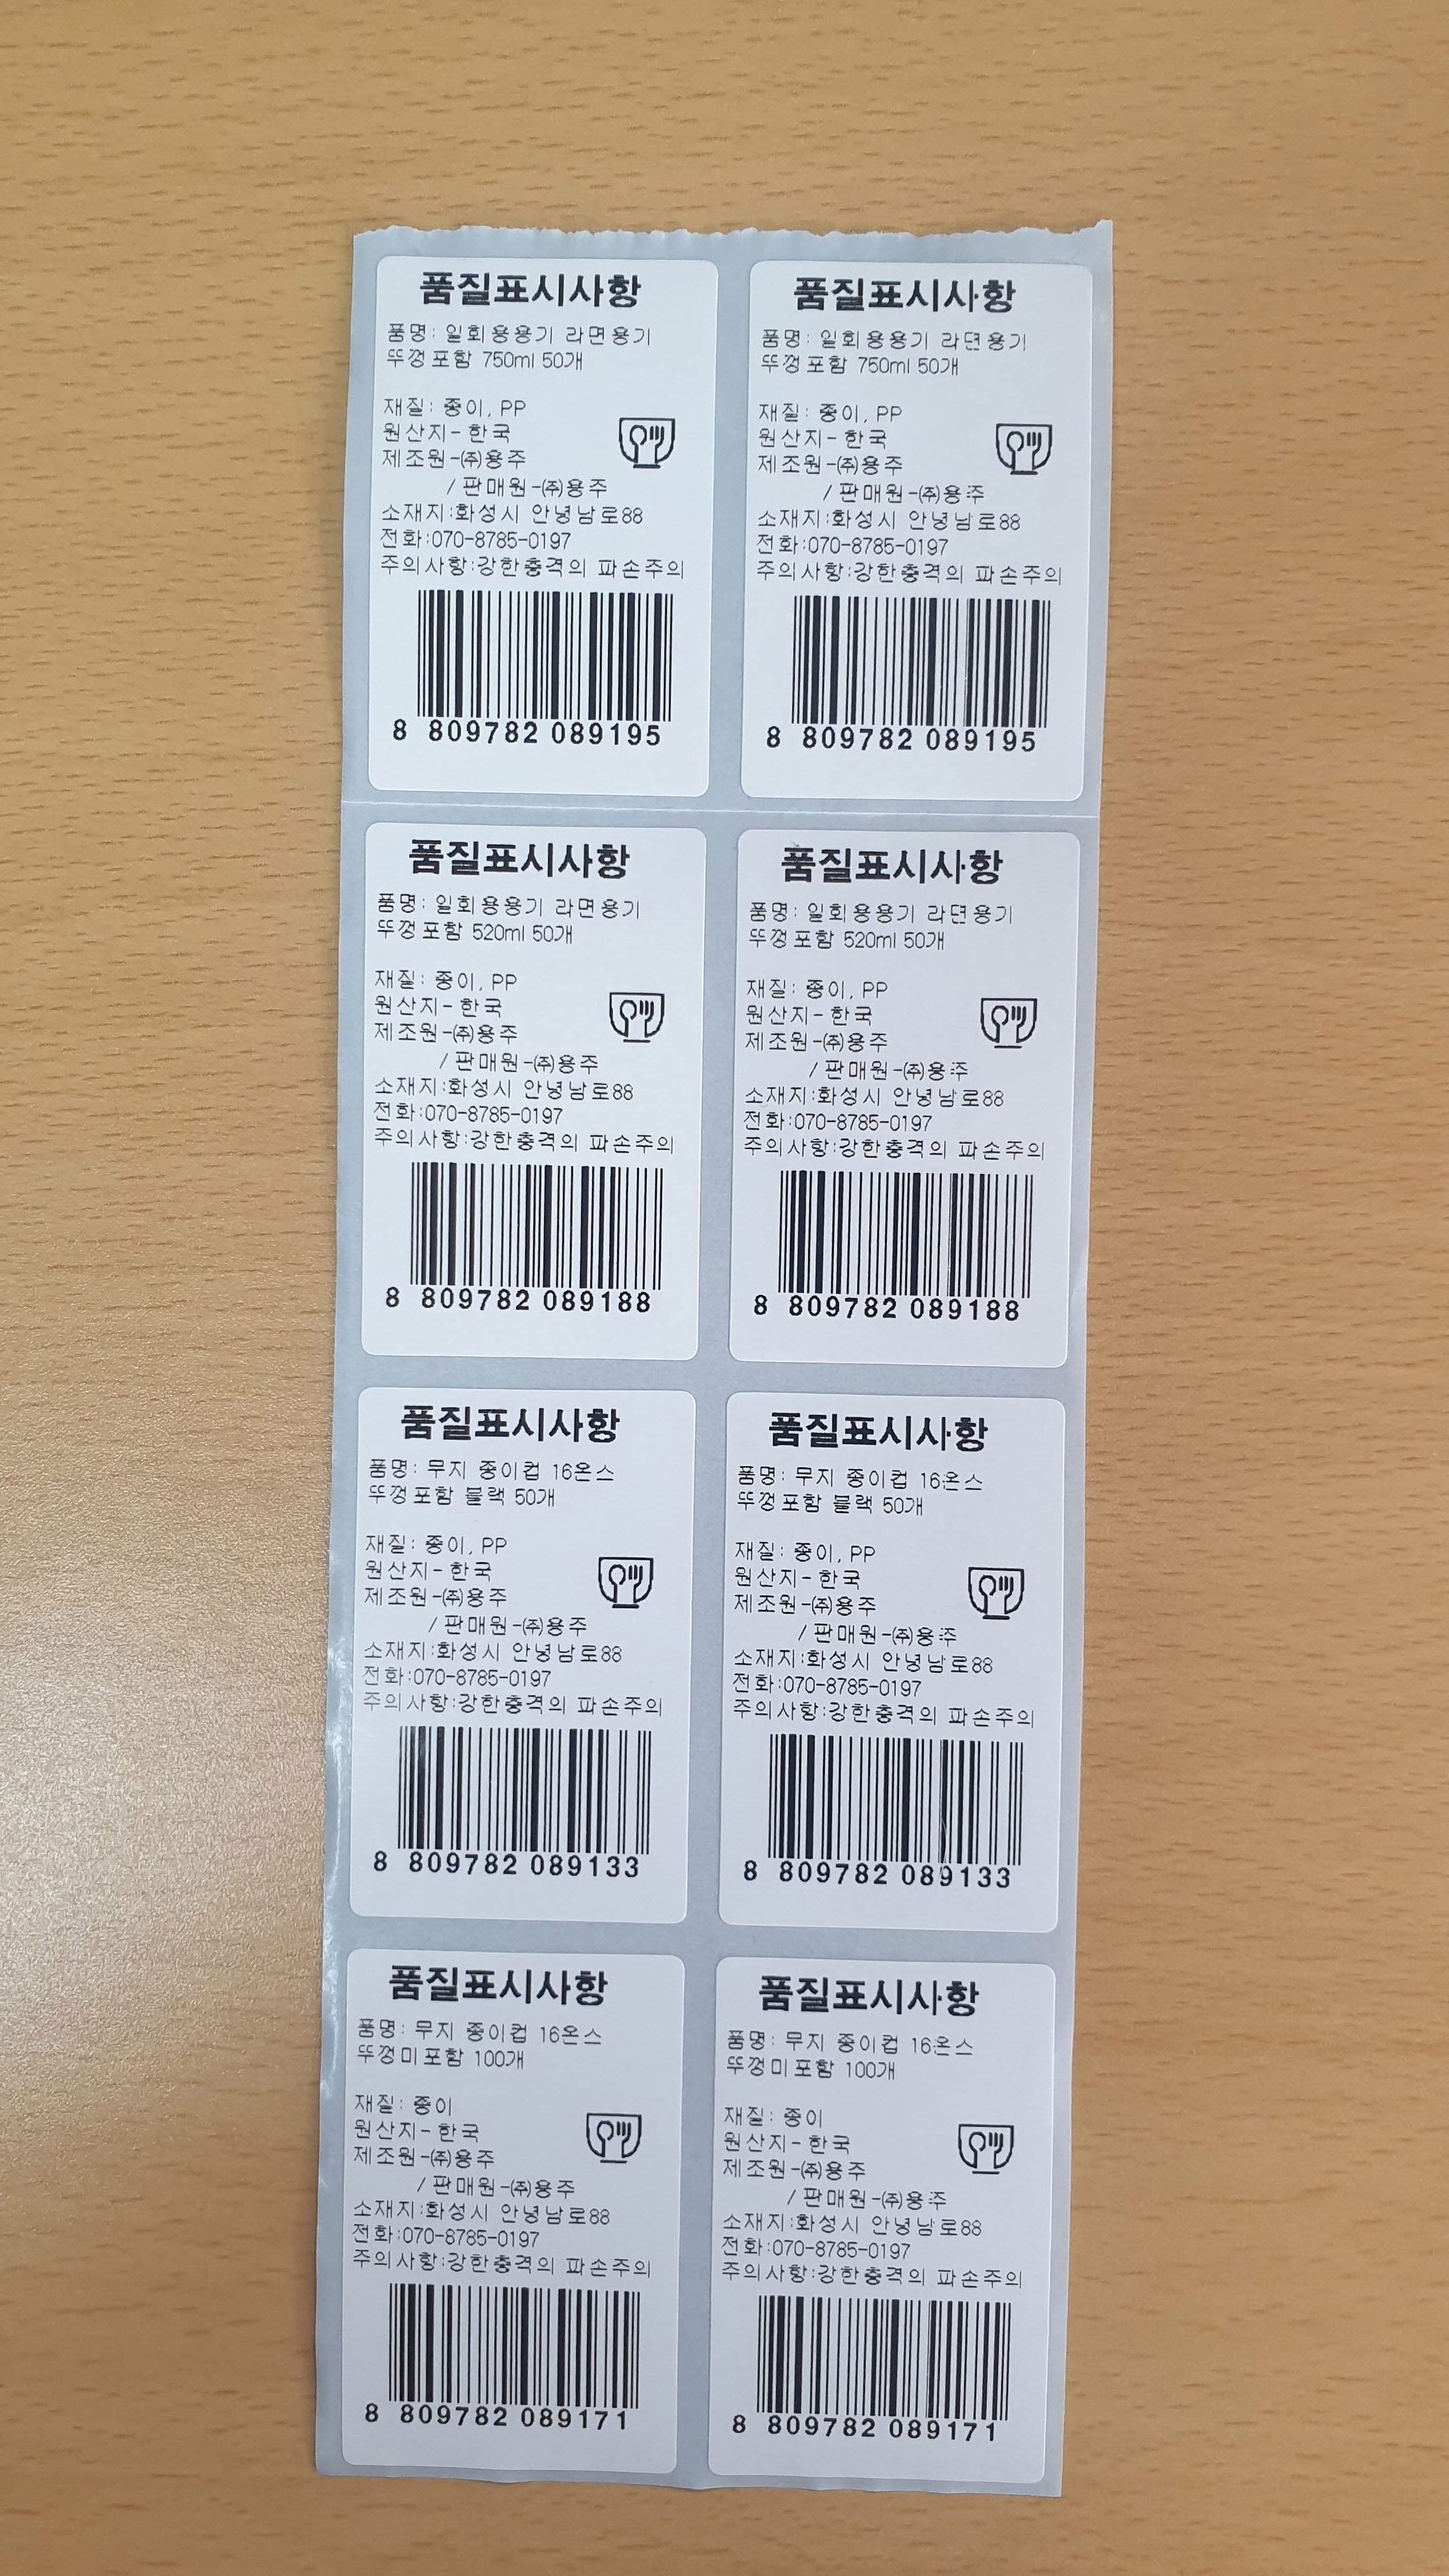 품질표시사항
품명: 일회용용기 라면용기
뚜껑포함 750ml 50개
재질: 종이, PP
원산지-한국
제조원-㈜용주
/ 판매원-㈜용주
소재지:화성시 안녕남로88
전화:070-8785-0197
주의사항:강한충격의 파손주의
8 809782 089195
품질표시사항
품명: 일회용용기 라면용기
뚜껑포함 750ml 50개
재질: 종이, PP
원산지-한국
제조원-㈜용주
/ 판매원-㈜용주
소재지:화성시 안녕남로88
전화:070-8785-0197
주의사항:강한충격의 파손주의
8 809782 089195
품질표시사항
품명: 일회용용기 라면용기
뚜껑포함 520ml 50개
재질: 종이, PP
원산지-한국
제조원-㈜용주
/ 판매원-㈜용주
소재지:화성시 안녕남로88
전화:070-8785-0197
주의사항:강한충격의 파손주의
8 809782 089188
품질표시사항
품명: 일회용용기 라면용기
뚜껑포함 520ml 50개
재질: 종이, PP
원산지-한국
제조원-㈜용주
/ 판매원-㈜용주
소재지:화성시 안녕남로88
전화:070-8785-0197
주의사항:강한충격의 파손주의
8 809782 089188
품질표시사항
품명: 무지 종이컵 16온스
뚜껑포함 블랙 50개
재질: 종이, PP
원산지-한국
제조원-㈜용주
/ 판매원-㈜용주
소재지:화성시 안녕남로88
전화:070-8785-0197
주의사항:강한충격의 파손주의
8 809782 089133
품질표시사항
품명: 무지 종이컵 16온스
뚜껑포함 블랙 50개
재질: 종이, PP
원산지-한국
제조원-㈜용주
/ 판매원-㈜용주
소재지:화성시 안녕남로88
전화:070-8785-0197
주의사항:강한충격의 파손주의
8 809782 089133
품질표시사항
품명: 무지 종이컵 16온스
뚜껑미포함 100개
재질: 종이
원산지-한국
제조원-㈜용주
/ 판매원-㈜용주
소재지:화성시 안녕남로88
전화:070-8785-0197
주의사항:강한충격의 파손주의
8 809782 089171
품질표시사항
품명: 무지 종이컵 16온스
뚜껑미포함 100개
재질: 종이
원산지-한국
제조원-㈜용주
/ 판매원-㈜용주
소재지:화성시 안녕남로88
전화:070-8785-0197
주의사항:강한충격의 파손주의
8 809782 089171